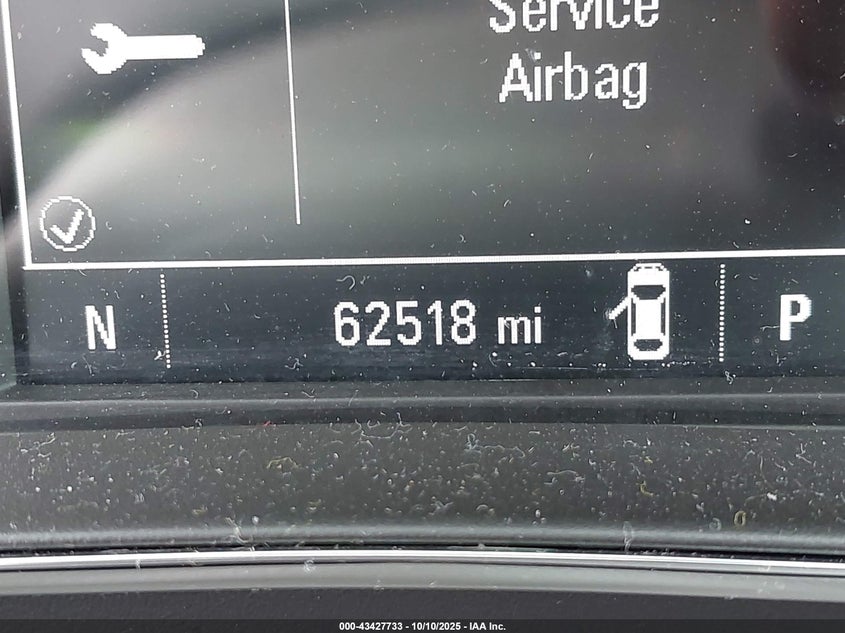 Service
Airbag
N 62518 mi P
000-43427733 - 10/10/2025 - IAA Inc.